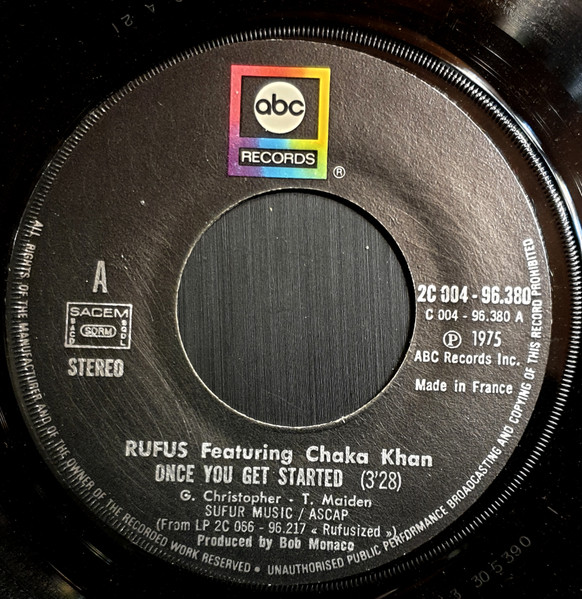 abc
RECORDS
®
A
SACEM
SACD
SDRM
SGDL
STEREO
2C 004 - 96.380
C 004 - 96.380 A
Ⓟ 1975
ABC Records Inc.
Made in France
RUFUS Featuring Chaka Khan
ONCE YOU GET STARTED (3'28)
G. Christopher - T. Maiden
SUFUR MUSIC / ASCAP
(From LP 2C 066 - 96.217 « Rufusized »)
Produced by Bob Monaco
ALL RIGHTS OF THE MANUFACTURER AND OF THE OWNER OF THE RECORDED WORK RESERVED • UNAUTHORISED PUBLIC PERFORMANCE BROADCASTING AND COPYING OF THIS RECORD PROHIBITED